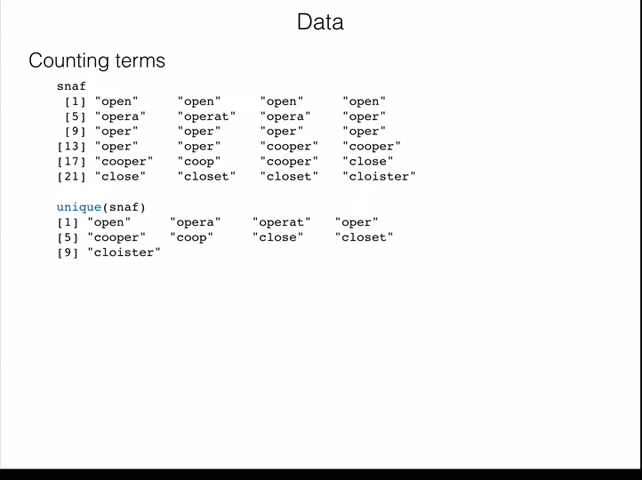 Data
Counting terms
snaf
[1] "open" "open" "open" "open"
[5] "opera" "operat" "opera" "oper"
[9] "oper" "oper" "oper" "oper"
[13] "oper" "oper" "cooper" "cooper"
[17] "cooper" "coop" "cooper" "close"
[21] "close" "closet" "closet" "cloister"
unique(snaf)
[1] "open" "opera" "operat" "oper"
[5] "cooper" "coop" "close" "closet"
[9] "cloister"